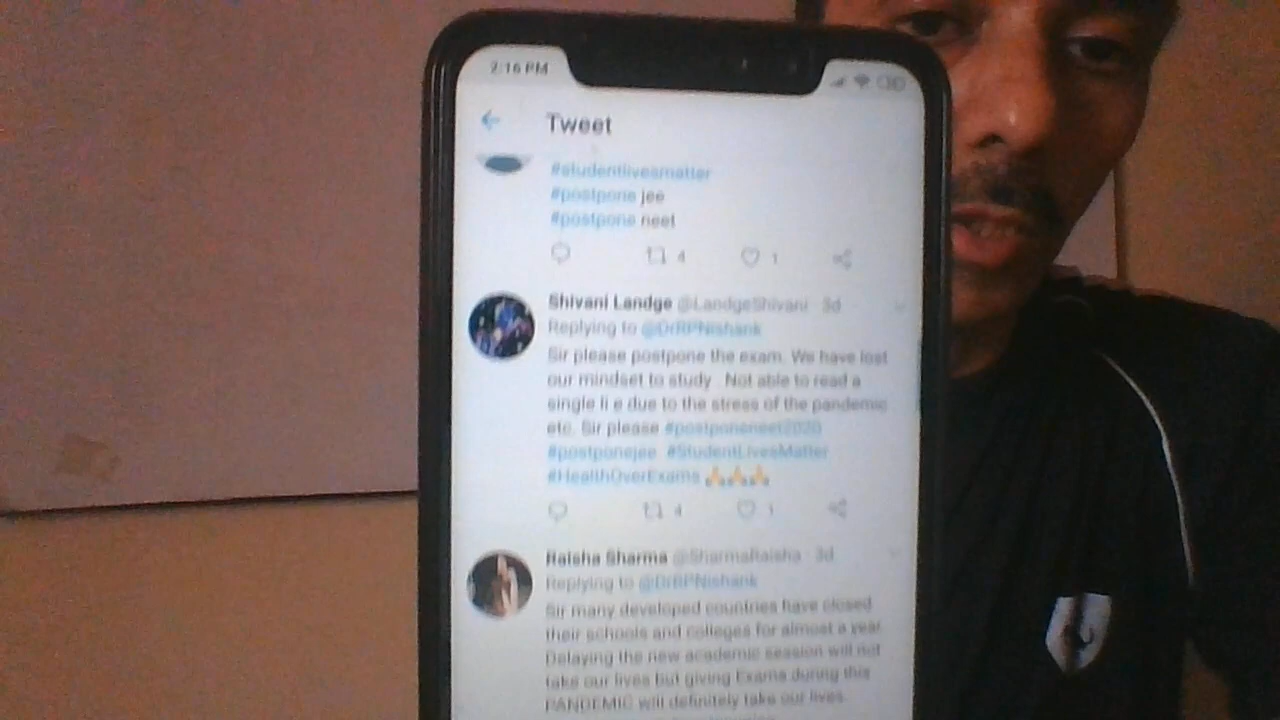 2:16 PM
Tweet
#studentlivesmatter
#postpone jee
#postpone neet
4
1
Shivani Landge @LandgeShivani · 3d
Replying to @DrRPNishank
Sir please postpone the exam. We have lost
our mindset to study . Not able to read a
single li e due to the stress of the pandemic
etc. Sir please #postponeneet2020
#postponejee #StudentLivesMatter
#HealthOverExams 🙏🙏🙏
4
1
Raisha Sharma @SharmaRaisha · 3d
Replying to @DrRPNishank
Sir many developed countries have closed
their schools and colleges for almost a year.
Delaying the new academic session will not
take our lives but giving Exams during this
PANDEMIC will definitely take our lives.